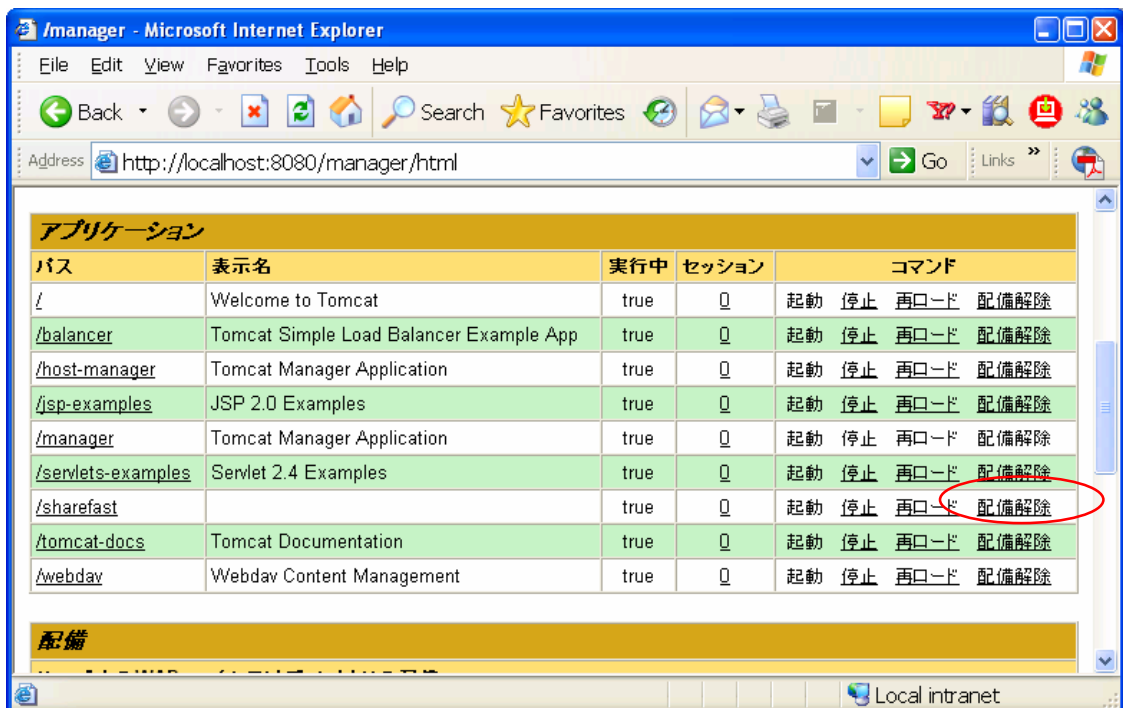 /manager - Microsoft Internet Explorer
File Edit View Favorites Tools Help
Back Search Favorites
Address http://localhost:8080/manager/html Go Links »
アプリケーション
パス 表示名 実行中 セッション コマンド
/ Welcome to Tomcat true 0 起動 停止 再ロード 配備解除
/balancer Tomcat Simple Load Balancer Example App true 0 起動 停止 再ロード 配備解除
/host-manager Tomcat Manager Application true 0 起動 停止 再ロード 配備解除
/jsp-examples JSP 2.0 Examples true 0 起動 停止 再ロード 配備解除
/manager Tomcat Manager Application true 0 起動 停止 再ロード 配備解除
/servlets-examples Servlet 2.4 Examples true 0 起動 停止 再ロード 配備解除
/sharefast true 0 起動 停止 再ロード 配備解除
/tomcat-docs Tomcat Documentation true 0 起動 停止 再ロード 配備解除
/webdav Webdav Content Management true 0 起動 停止 再ロード 配備解除
配備
Local intranet